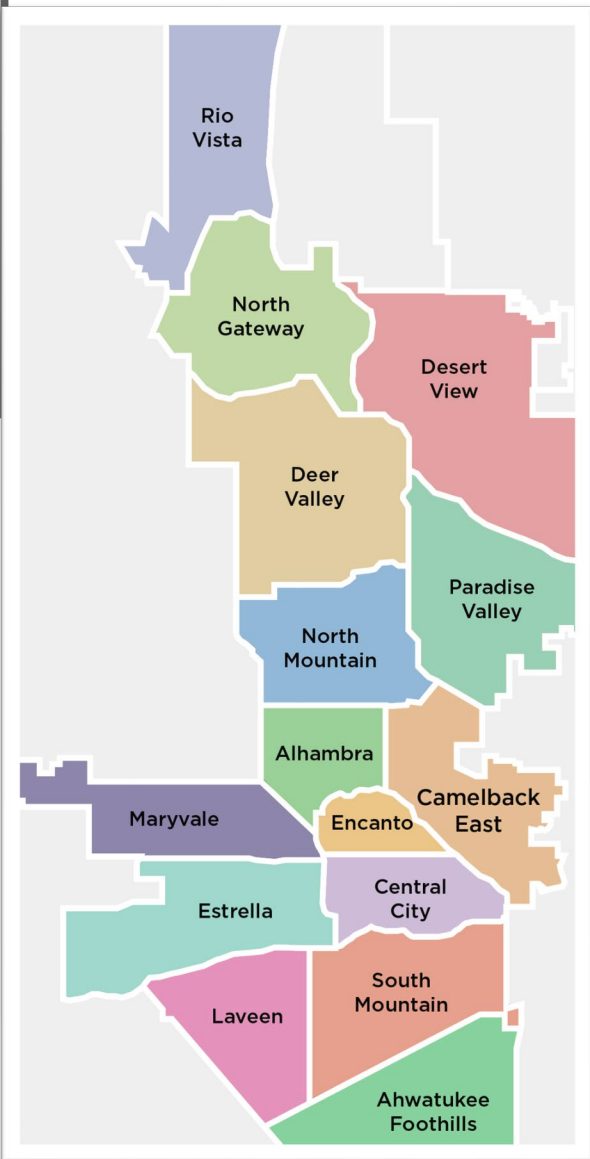 Rio
Vista
North
Gateway
Desert
View
Deer
Valley
Paradise
Valley
North
Mountain
Alhambra
Camelback
East
Maryvale
Encanto
Central
City
Estrella
South
Mountain
Laveen
Ahwatukee
Foothills